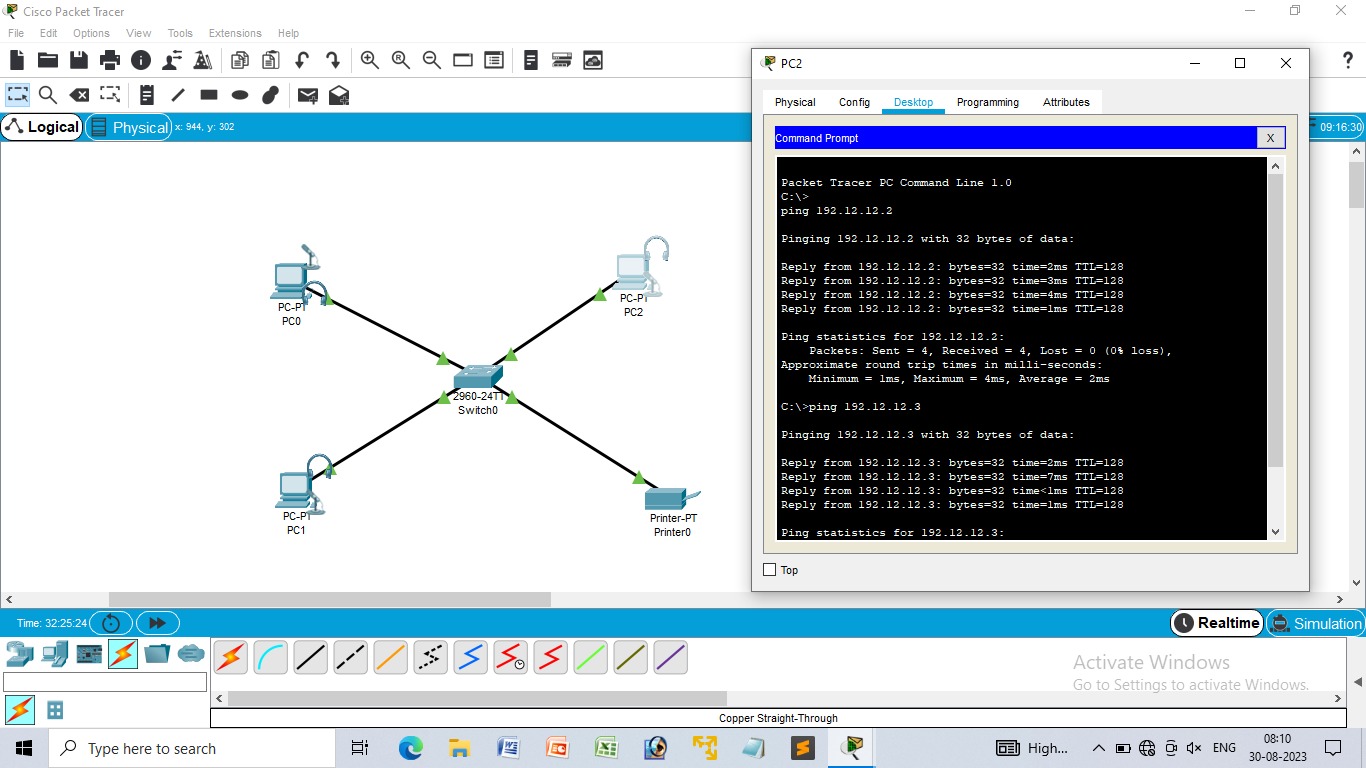 Cisco Packet Tracer
File Edit Options View Tools Extensions Help
?
Logical Physical x: 944, y: 302
09:16:30
PC-PT
PC0
PC-PT
PC2
2960-24TT
Switch0
PC-PT
PC1
Printer-PT
Printer0
PC2
Physical Config Desktop Programming Attributes
Command Prompt X
Packet Tracer PC Command Line 1.0
C:\>
ping 192.12.12.2
Pinging 192.12.12.2 with 32 bytes of data:
Reply from 192.12.12.2: bytes=32 time=2ms TTL=128
Reply from 192.12.12.2: bytes=32 time=3ms TTL=128
Reply from 192.12.12.2: bytes=32 time=4ms TTL=128
Reply from 192.12.12.2: bytes=32 time=1ms TTL=128
Ping statistics for 192.12.12.2:
Packets: Sent = 4, Received = 4, Lost = 0 (0% loss),
Approximate round trip times in milli-seconds:
Minimum = 1ms, Maximum = 4ms, Average = 2ms
C:\>ping 192.12.12.3
Pinging 192.12.12.3 with 32 bytes of data:
Reply from 192.12.12.3: bytes=32 time=2ms TTL=128
Reply from 192.12.12.3: bytes=32 time=7ms TTL=128
Reply from 192.12.12.3: bytes=32 time<1ms TTL=128
Reply from 192.12.12.3: bytes=32 time=1ms TTL=128
Ping statistics for 192.12.12.3:
Top
Time: 32:25:24
Realtime Simulation
Activate Windows
Go to Settings to activate Windows.
Copper Straight-Through
Type here to search
High...
ENG
08:10
30-08-2023